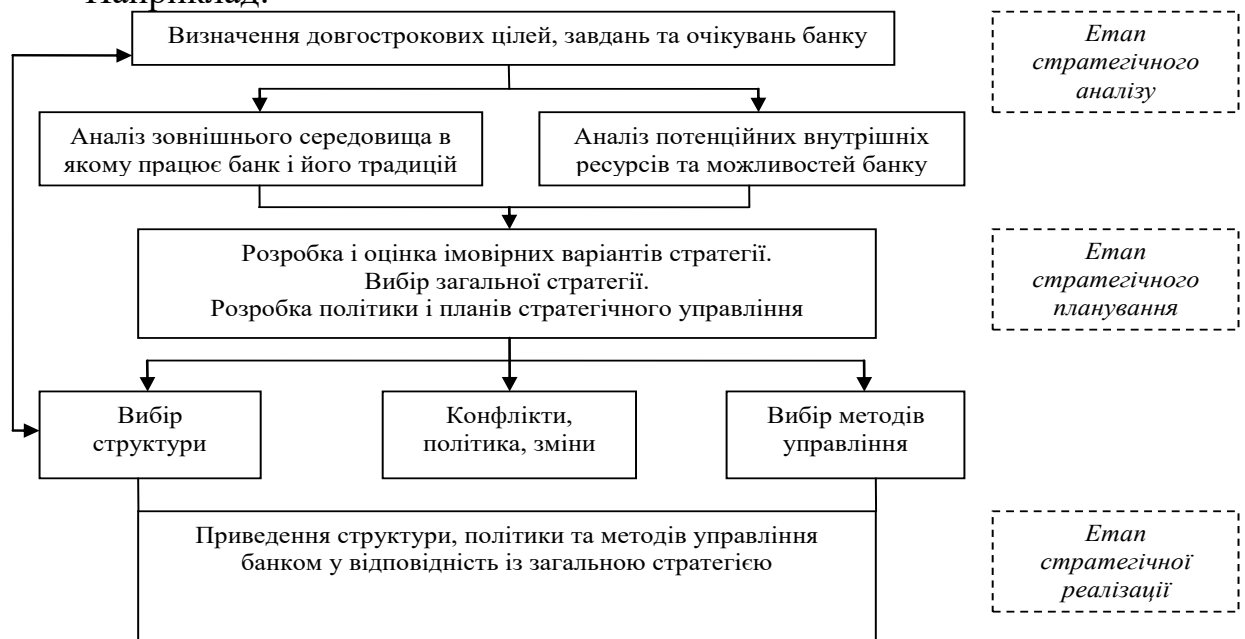 Наприклад:
Визначення довгострокових цілей, завдань та очікувань банку
Етап
стратегічного
аналізу
Аналіз зовнішнього середовища в
якому працює банк і його традицій
Аналіз потенційних внутрішніх
ресурсів та можливостей банку
Розробка і оцінка імовірних варіантів стратегії.
Вибір загальної стратегії.
Розробка політики і планів стратегічного управління
Етап
стратегічного
планування
Вибір
структури
Конфлікти,
політика, зміни
Вибір методів
управління
Приведення структури, політики та методів управління
банком у відповідність із загальною стратегією
Етап
стратегічної
реалізації